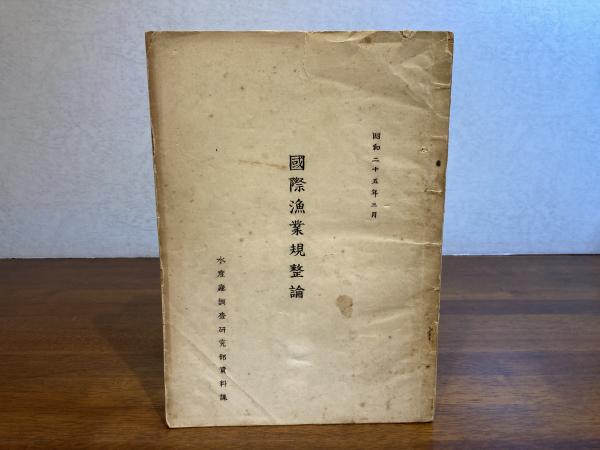 昭和二十五年三月
國際漁業規整論
水産廳調査研究部資料課